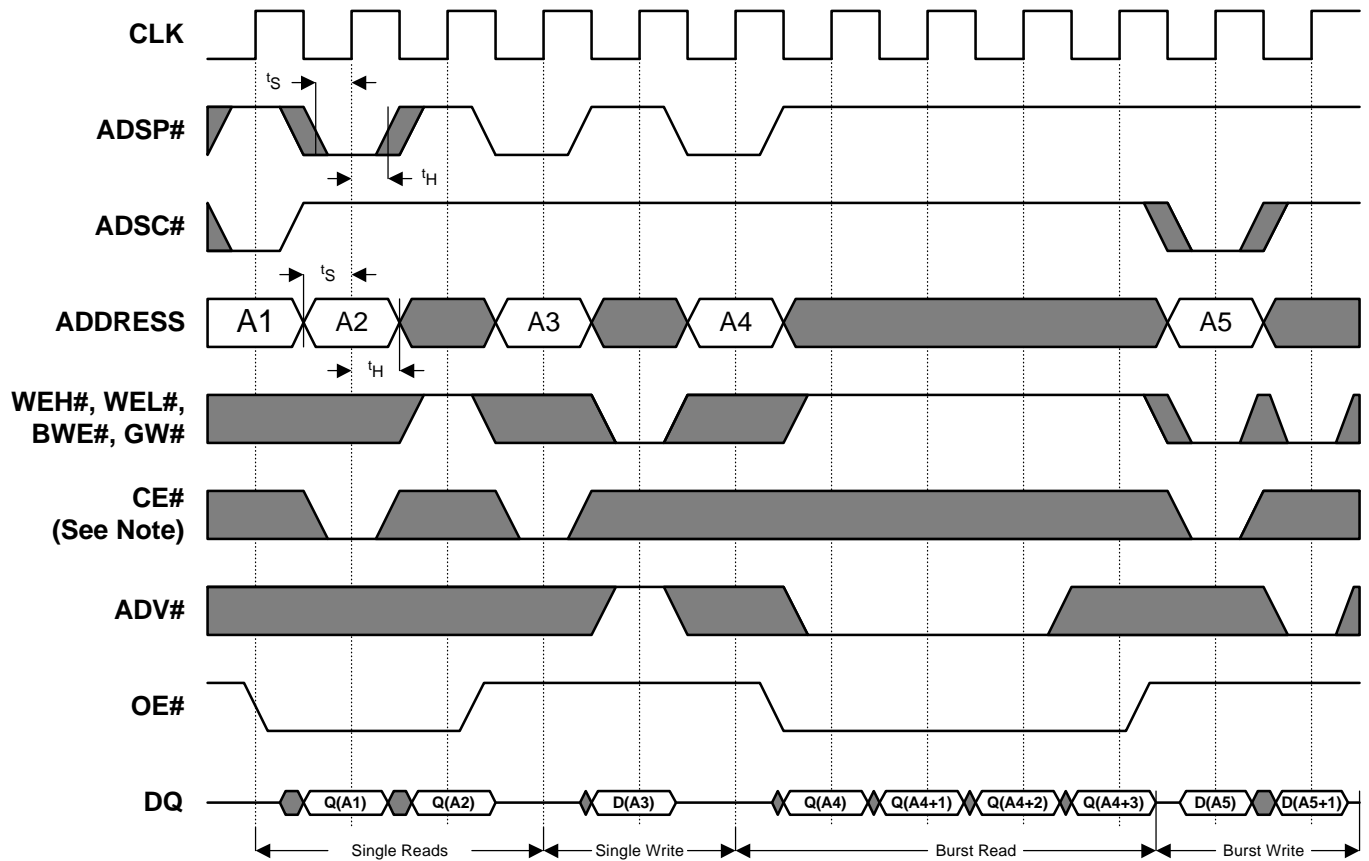 CLK
tS
ADSP#
tH
ADSC#
tS
ADDRESS A1 A2 A3 A4 A5
tH
WEH#, WEL#,
BWE#, GW#
CE#
(See Note)
ADV#
OE#
DQ Q(A1) Q(A2) D(A3) Q(A4) Q(A4+1) Q(A4+2) Q(A4+3) D(A5) D(A5+1)
Single Reads Single Write Burst Read Burst Write